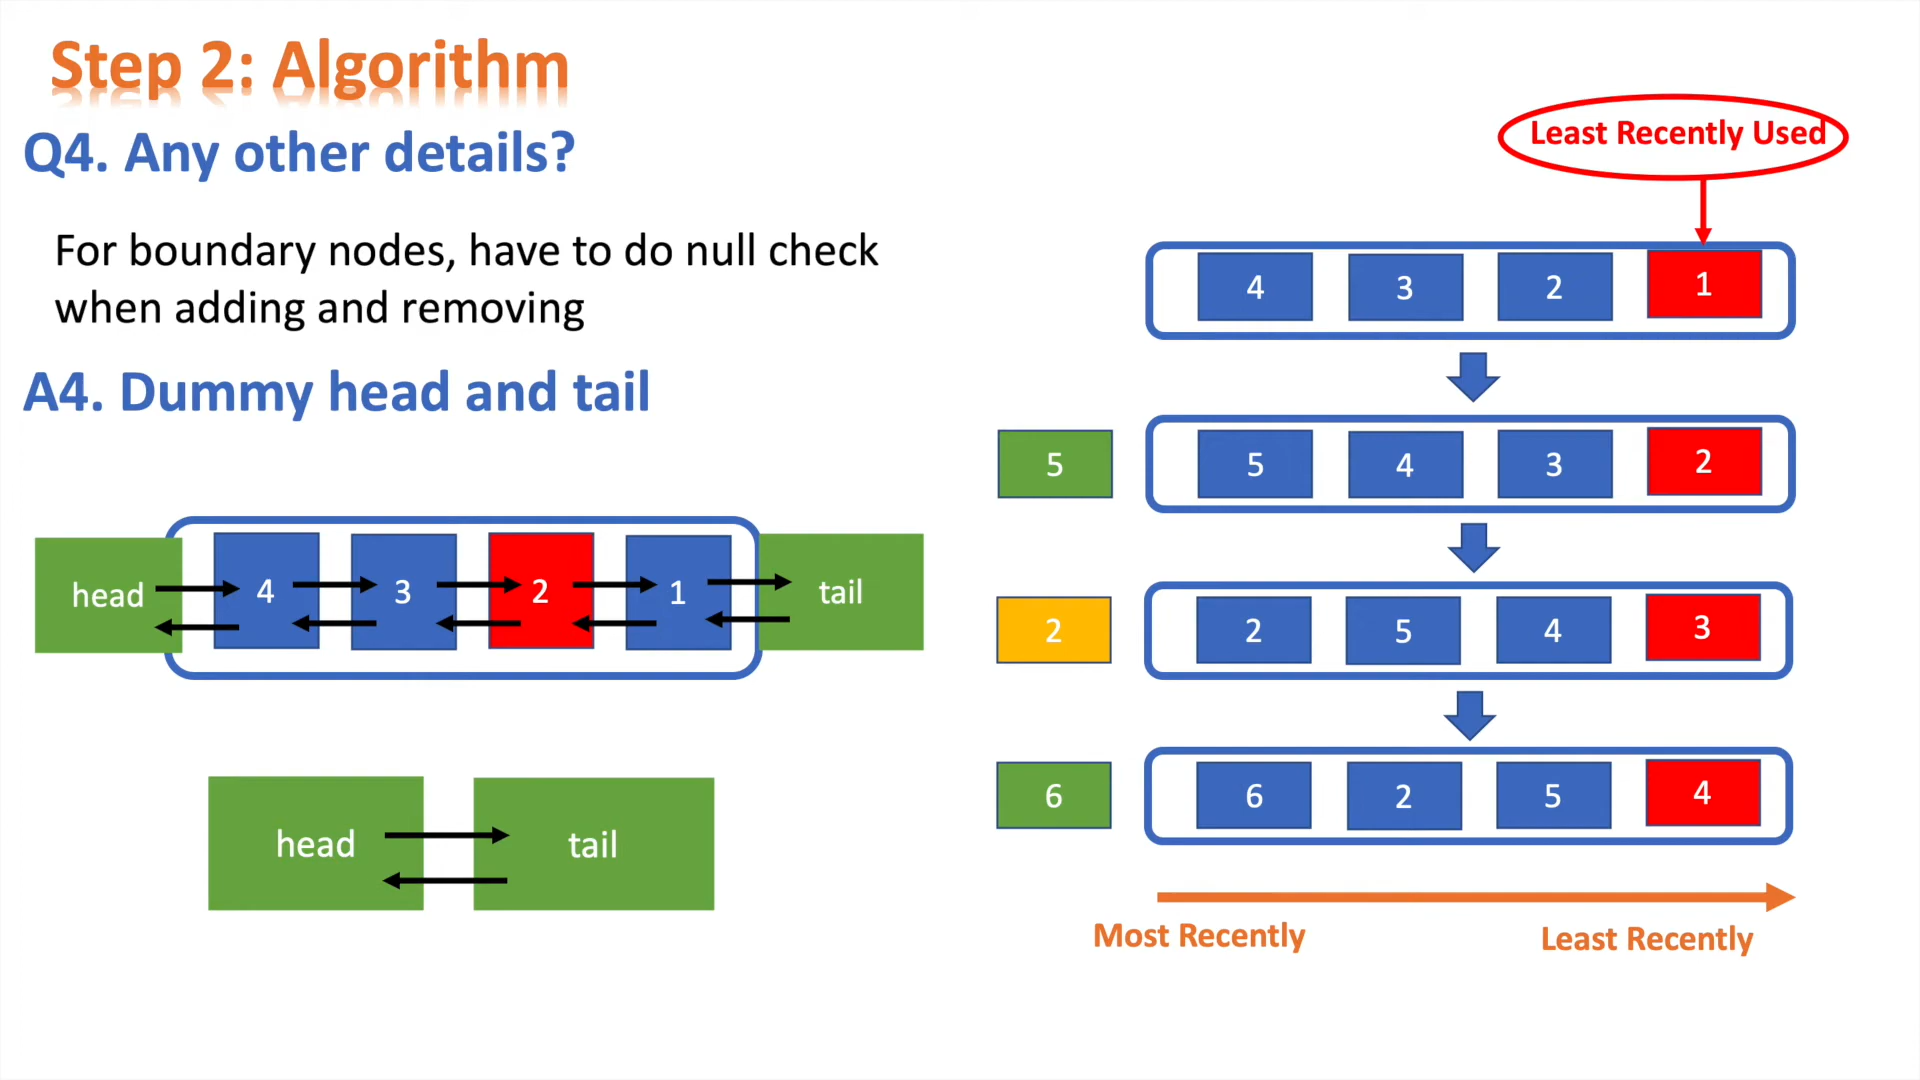 Step 2: Algorithm
Q4. Any other details?
For boundary nodes, have to do null check
when adding and removing
A4. Dummy head and tail
head 4 3 2 1 tail
head tail
Least Recently Used
4 3 2 1
5 5 4 3 2
2 2 5 4 3
6 6 2 5 4
Most Recently Least Recently